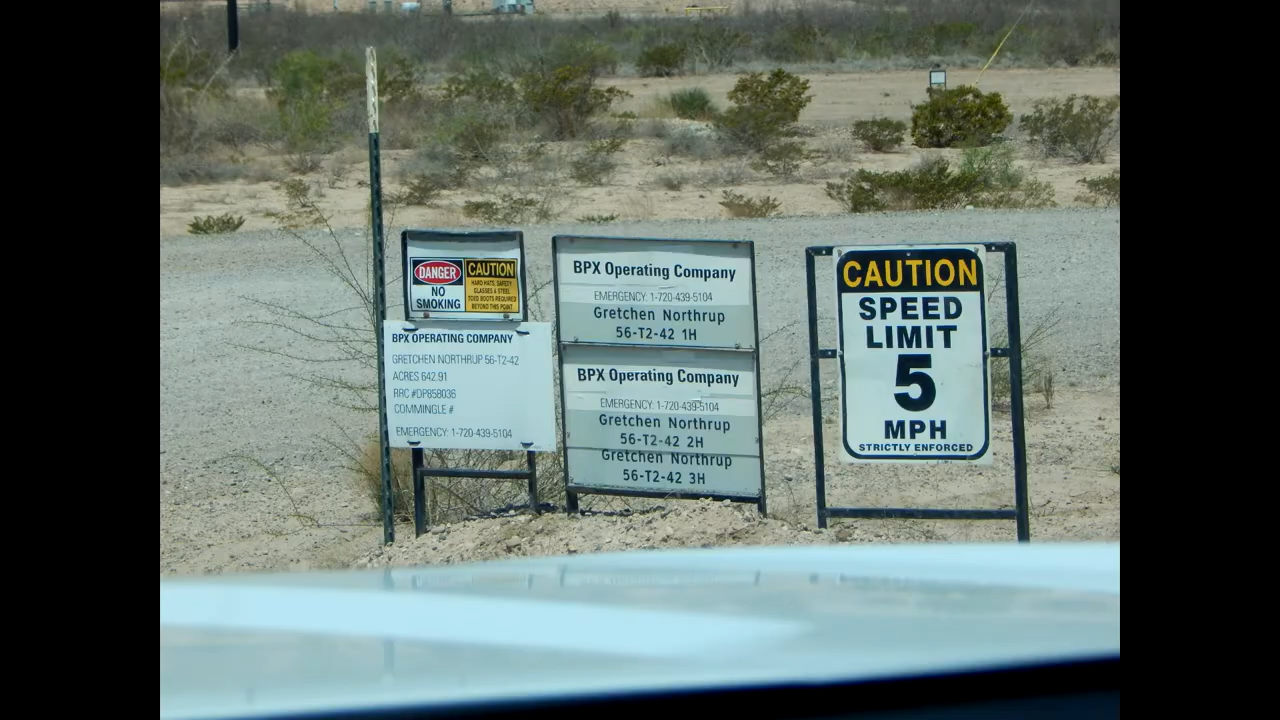 DANGER
NO
SMOKING
CAUTION
HARD HATS, SAFETY
GLASSES & STEEL
TOED BOOTS REQUIRED
BEYOND THIS POINT
BPX OPERATING COMPANY
GRETCHEN NORTHRUP 56-T2-42
ACRES 642.91
RRC #DP858036
COMMINGLE #
EMERGENCY: 1-720-439-5104
BPX Operating Company
EMERGENCY: 1-720-439-5104
Gretchen Northrup
56-T2-42 1H
BPX Operating Company
EMERGENCY: 1-720-439-5104
Gretchen Northrup
56-T2-42 2H
Gretchen Northrup
56-T2-42 3H
CAUTION
SPEED
LIMIT
5
MPH
STRICTLY ENFORCED